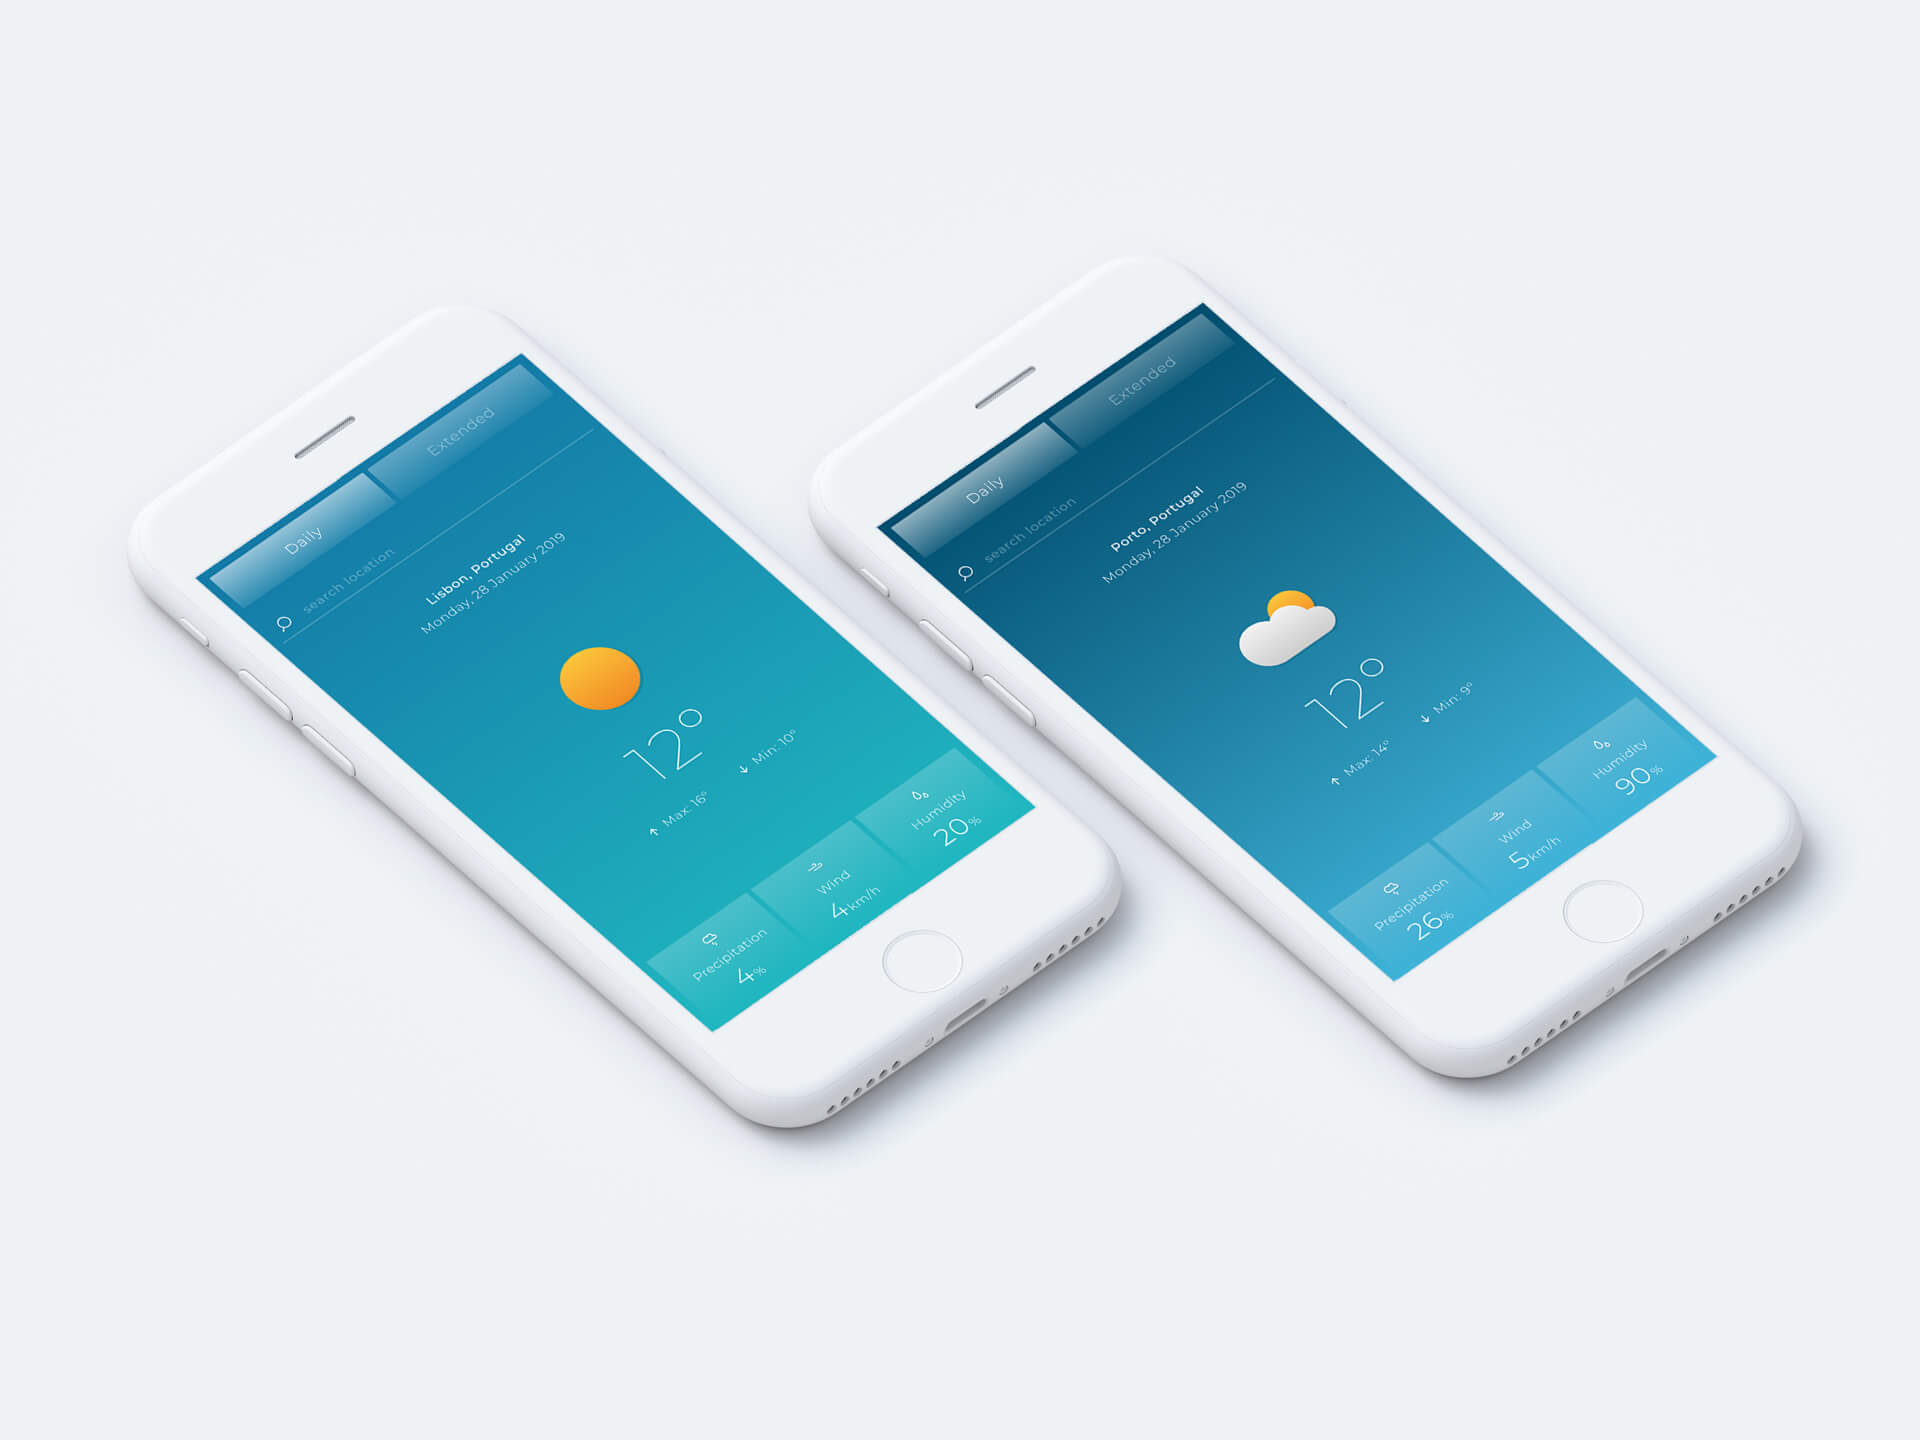 Daily
Extended
search location
Lisbon, Portugal
Monday, 28 January 2019
12°
Max: 16°
Min: 10°
Precipitation
4%
Wind
4km/h
Humidity
20%
Daily
Extended
search location
Porto, Portugal
Monday, 28 January 2019
12°
Max: 14°
Min: 9°
Precipitation
26%
Wind
5km/h
Humidity
90%